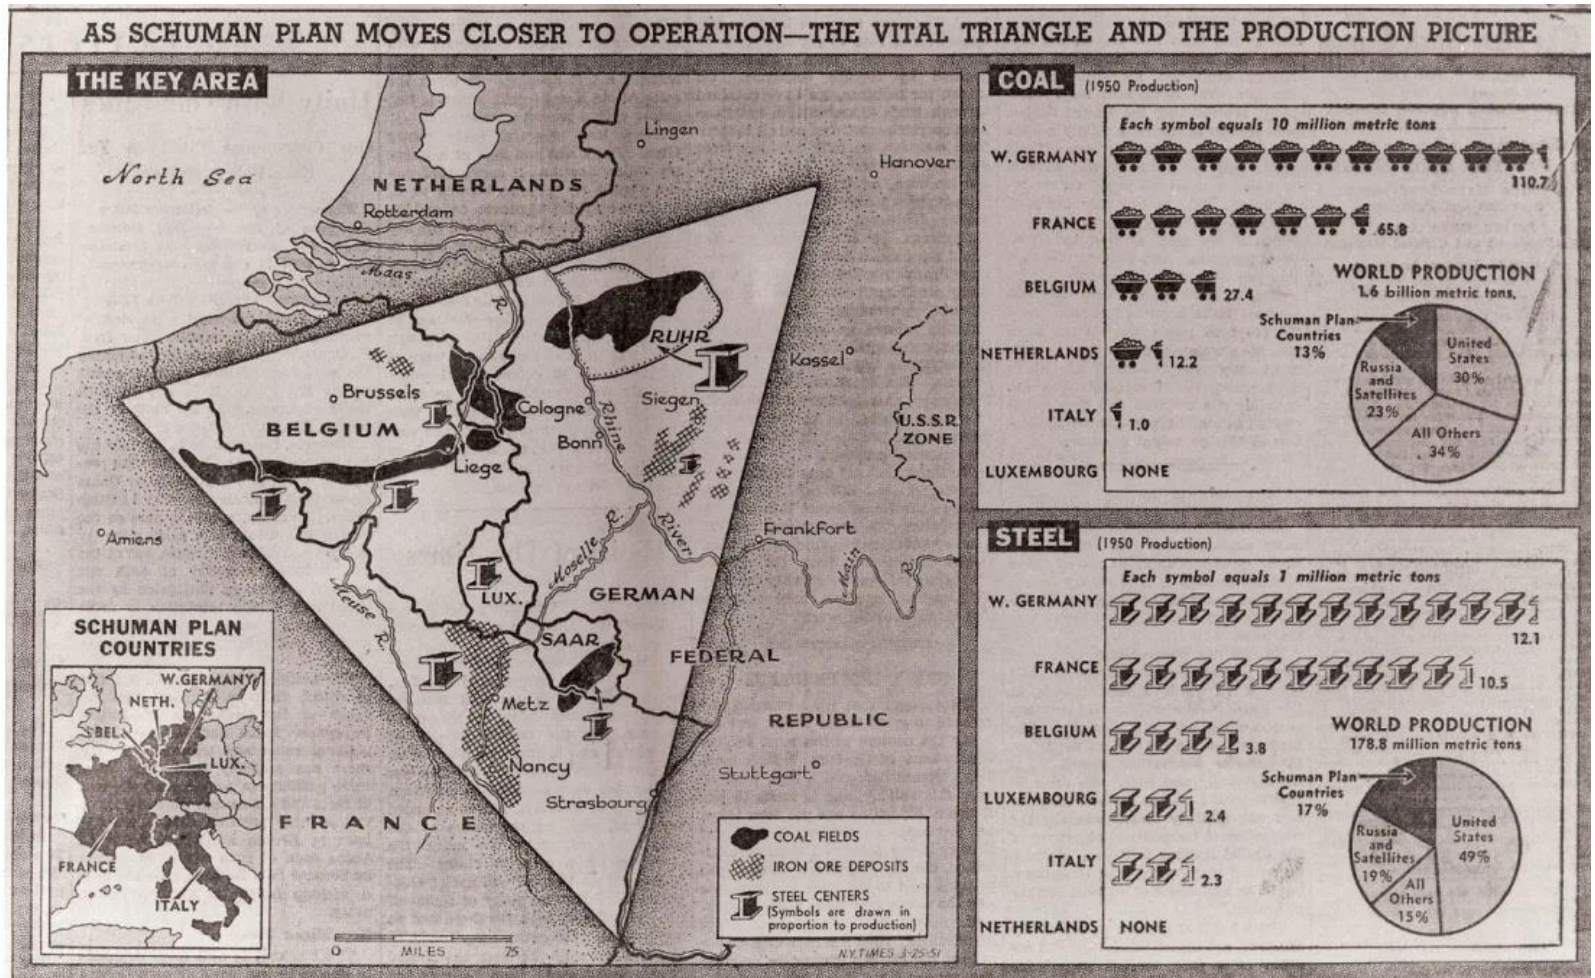 AS SCHUMAN PLAN MOVES CLOSER TO OPERATION—THE VITAL TRIANGLE AND THE PRODUCTION PICTURE
THE KEY AREA
North Sea
NETHERLANDS
Lingen
Hanover
Rotterdam
Maas
R.
RUHR
Kassel
Brussels
Cologne
Siegen
BELGIUM
Bonn
Rhine
U.S.S.R.
ZONE
Liege
Amiens
Frankfort
Moselle R.
River
Main
R.
Meuse R.
LUX.
GERMAN
SAAR
FEDERAL
Metz
REPUBLIC
Nancy
Stuttgart
Strasbourg
FRANCE
SCHUMAN PLAN
COUNTRIES
W.GERMANY
NETH.
BEL.
LUX.
FRANCE
ITALY
COAL FIELDS
IRON ORE DEPOSITS
STEEL CENTERS
(Symbols are drawn in
proportion to production)
0 MILES 75
N.Y.TIMES 3-25-51
COAL (1950 Production)
Each symbol equals 10 million metric tons
W. GERMANY
110.7
FRANCE 65.8
BELGIUM 27.4
NETHERLANDS 12.2
ITALY 1.0
LUXEMBOURG NONE
WORLD PRODUCTION
1.6 billion metric tons.
Schuman Plan
Countries
13%
United
States
30%
Russia
and
Satellites
23%
All Others
34%
STEEL (1950 Production)
Each symbol equals 1 million metric tons
W. GERMANY
12.1
FRANCE 10.5
BELGIUM 3.8
LUXEMBOURG 2.4
ITALY 2.3
NETHERLANDS NONE
WORLD PRODUCTION
178.8 million metric tons
Schuman Plan
Countries
17%
United
States
49%
Russia
and
Satellites
19%
All
Others
15%